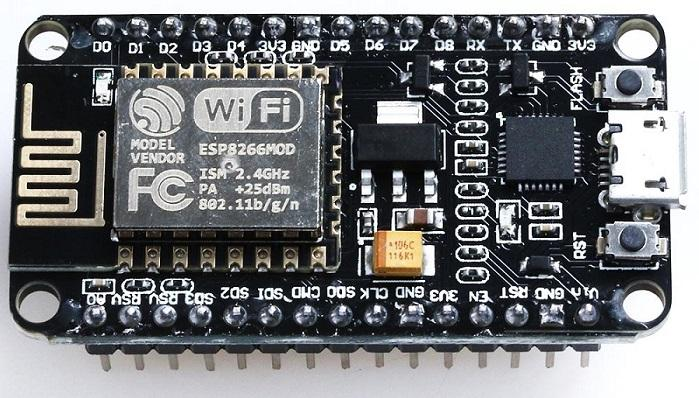 D0 D1 D2 D3 D4 3V3 GND D5 D6 D7 D8 RX TX GND 3V3
FLASH
WiFi
MODEL
VENDOR
ESP8266MOD
FC
ISM 2.4GHz
PA +25dBm
802.11b/g/n
106C
116K1
RST
A0 RSV RSV SD3 SD2 SDI CMD SDO CLK GND 3V3 EN RST GND Vin